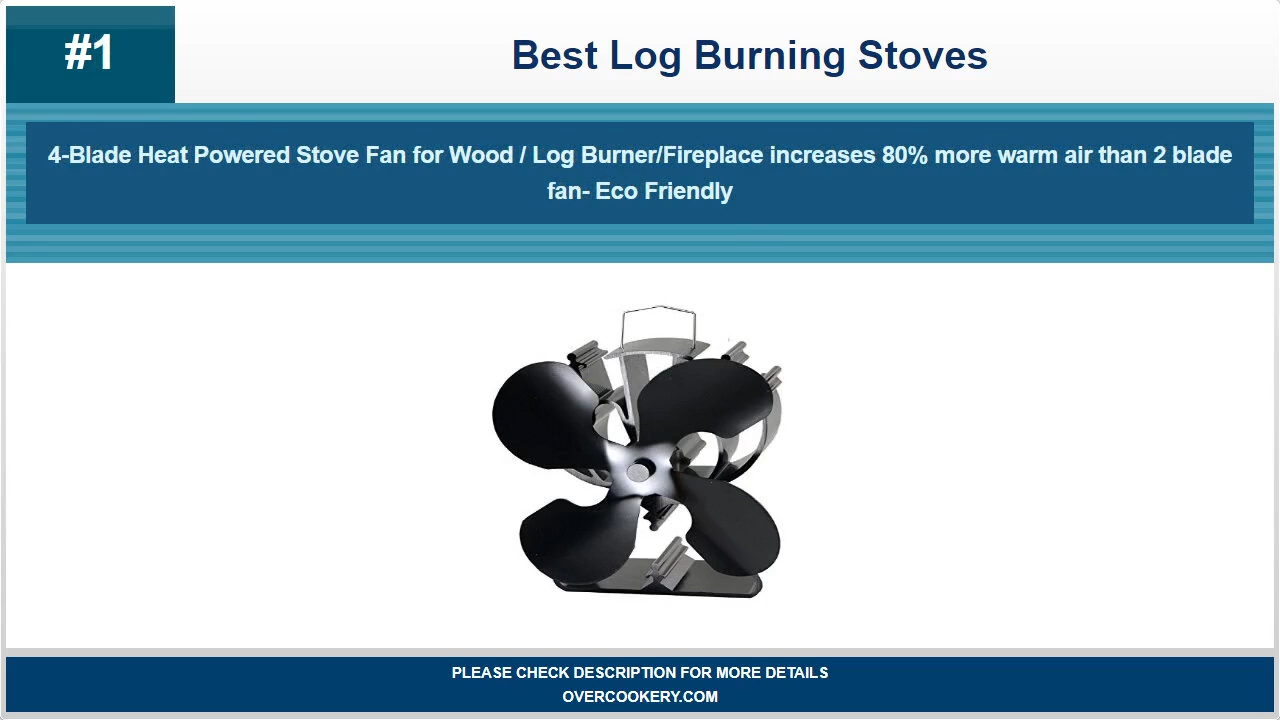 #1
Best Log Burning Stoves
4-Blade Heat Powered Stove Fan for Wood / Log Burner/Fireplace increases 80% more warm air than 2 blade
fan- Eco Friendly
PLEASE CHECK DESCRIPTION FOR MORE DETAILS
OVERCOOKERY.COM